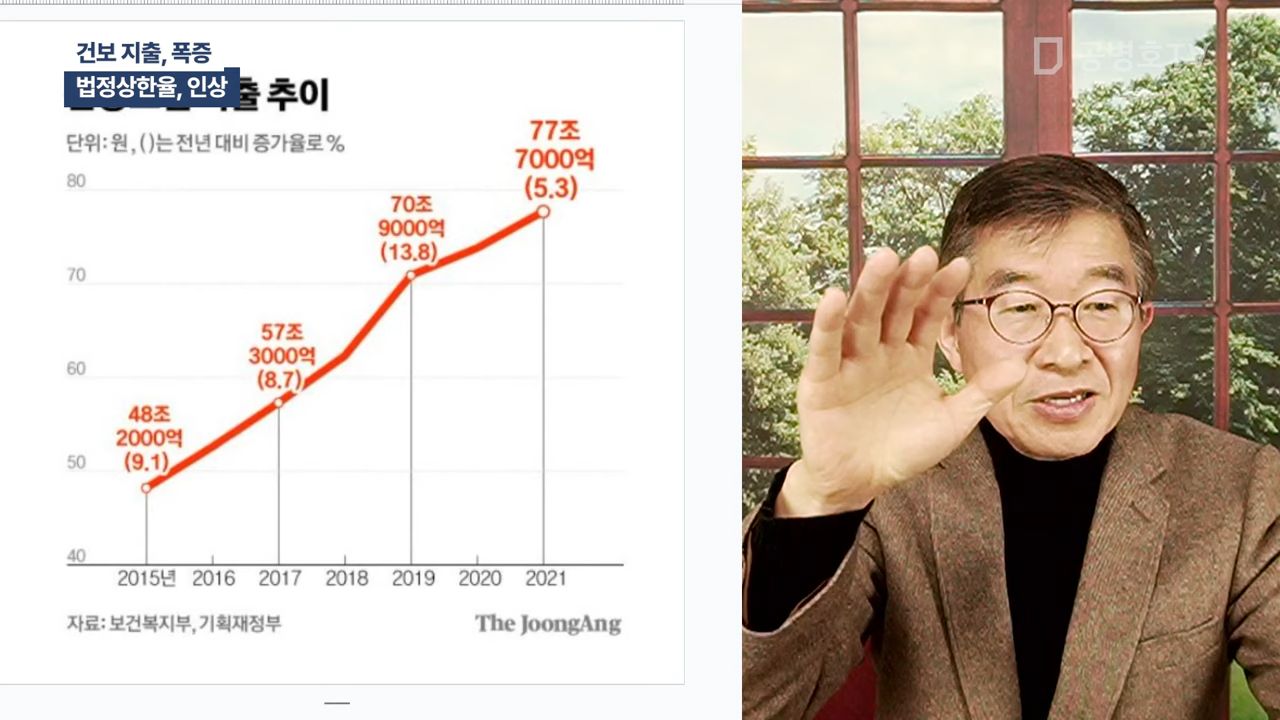 건보 지출, 폭증
법정상한율, 인상
추이
단위: 원, ( )는 전년 대비 증가율로 %
80
70
60
50
40
48조
2000억
(9.1)
57조
3000억
(8.7)
70조
9000억
(13.8)
77조
7000억
(5.3)
2015년 2016 2017 2018 2019 2020 2021
자료: 보건복지부, 기획재정부
The JoongAng
공병호TV